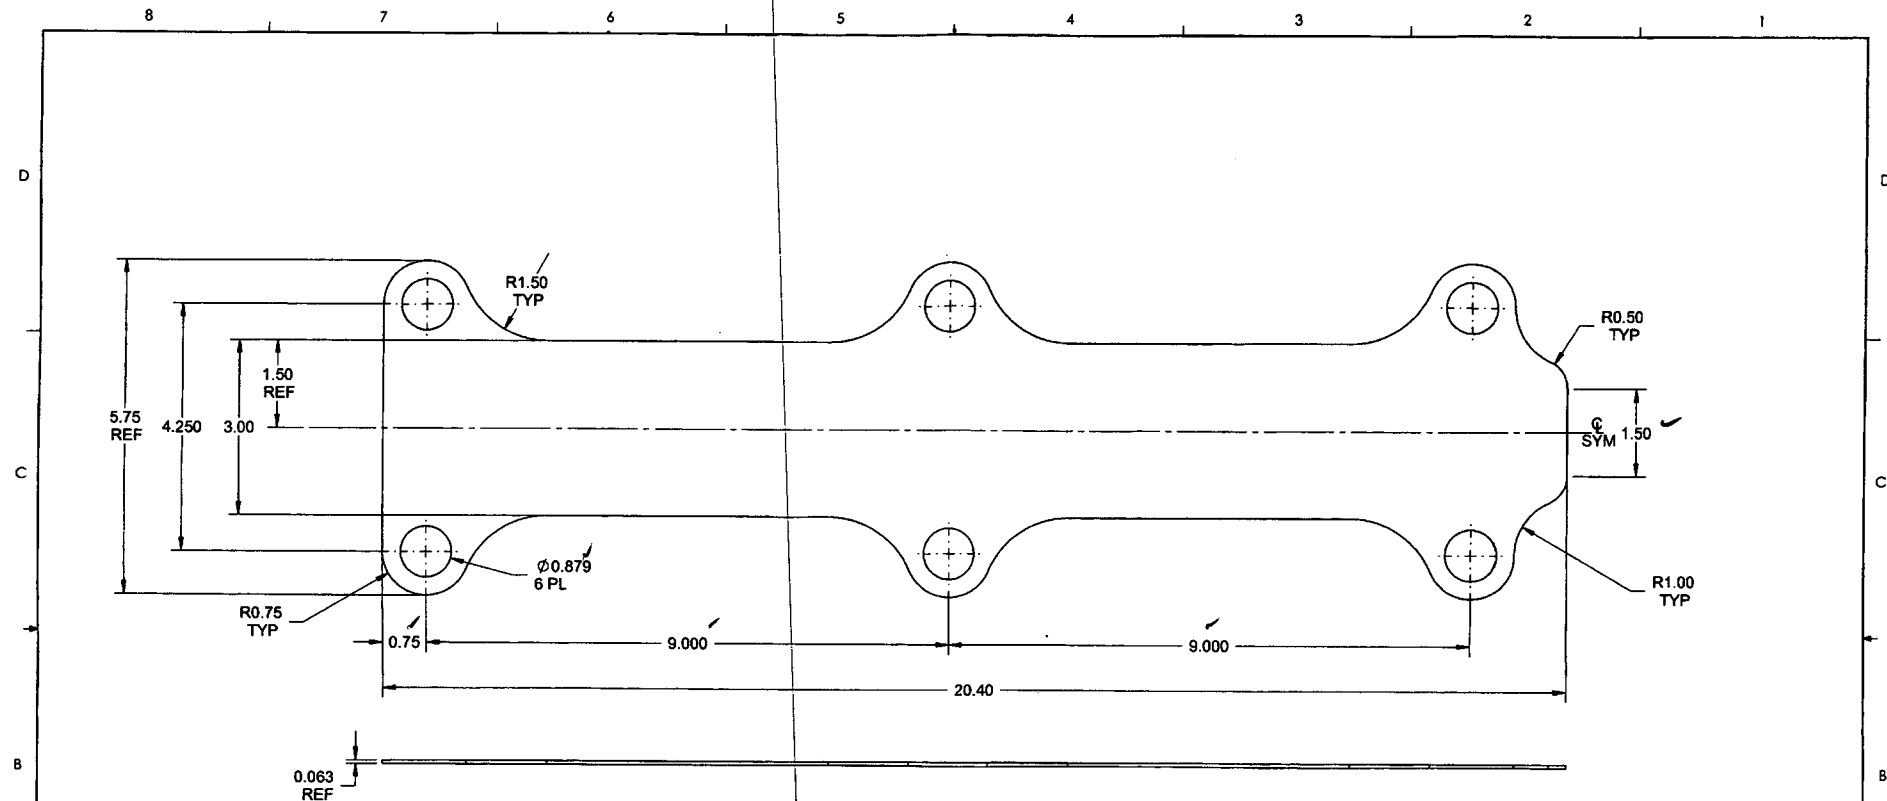 8 7 6 5 4 3 2 1
D
D
R1.50
TYP
R0.50
TYP
1.50
REF
5.75
REF
4.250
3.00
℄
SYM
1.50
C
C
Ø0.879
6 PL
R1.00
TYP
R0.75
TYP
0.75
9.000
9.000
20.40
B
B
0.063
REF